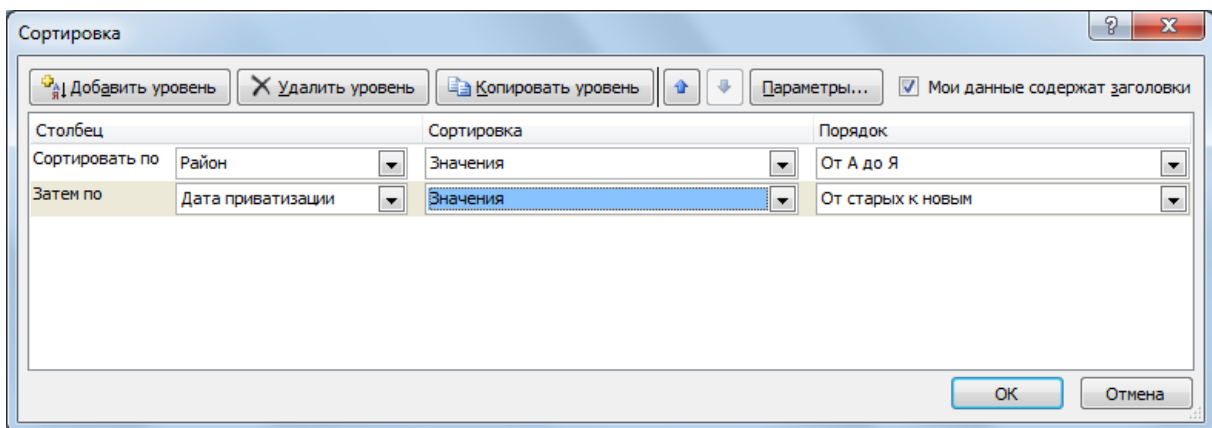 Сортировка
Добавить уровень Удалить уровень Копировать уровень Параметры... Мои данные содержат заголовки
Столбец Сортировка Порядок
Сортировать по Район Значения От А до Я
Затем по Дата приватизации Значения От старых к новым
ОК Отмена